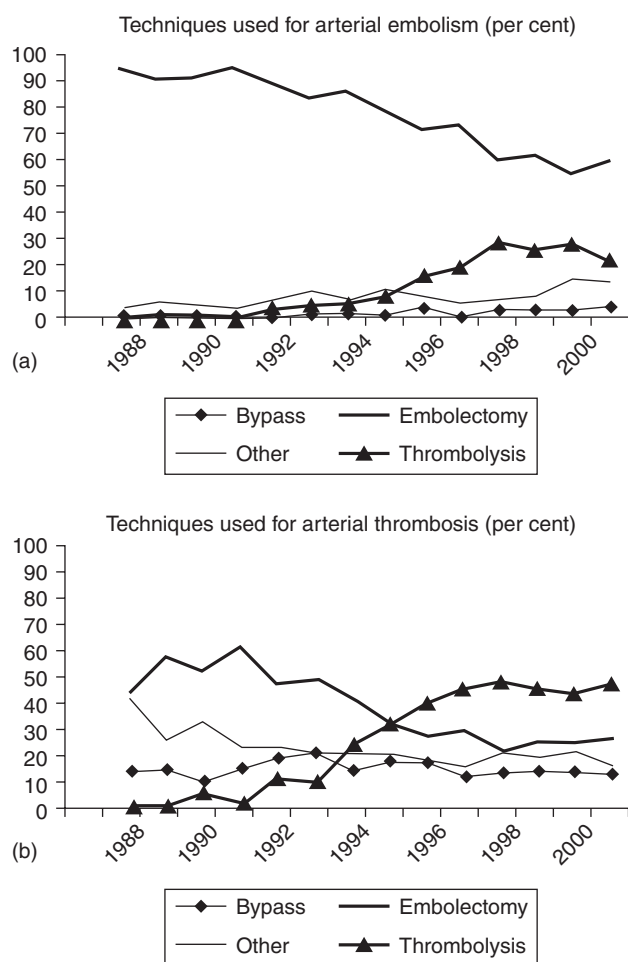 Techniques used for arterial embolism (per cent)
100
90
80
70
60
50
40
30
20
10
0
1988 1990 1992 1994 1996 1998 2000
(a)
Bypass Embolectomy
Other Thrombolysis
Techniques used for arterial thrombosis (per cent)
100
90
80
70
60
50
40
30
20
10
0
1988 1990 1992 1994 1996 1998 2000
(b)
Bypass Embolectomy
Other Thrombolysis